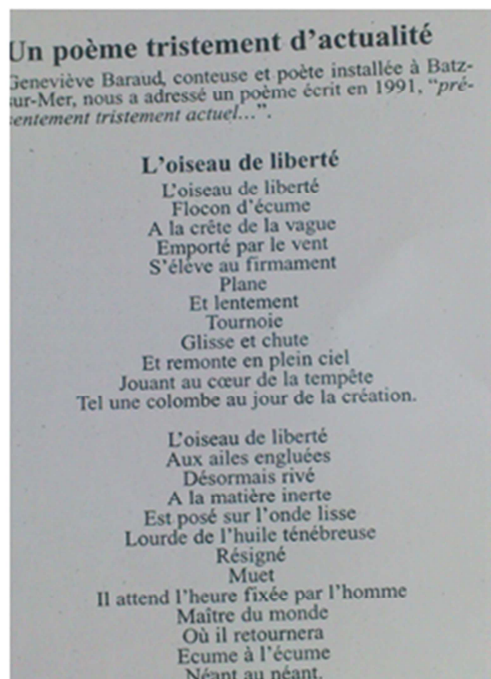 Un poème tristement d'actualité
Geneviève Baraud, conteuse et poète installée à Batz-
sur-Mer, nous a adressé un poème écrit en 1991, “pré-
sentement tristement actuel...”.
L'oiseau de liberté
L'oiseau de liberté
Flocon d'écume
A la crête de la vague
Emporté par le vent
S'élève au firmament
Plane
Et lentement
Tournoie
Glisse et chute
Et remonte en plein ciel
Jouant au cœur de la tempête
Tel une colombe au jour de la création.
L'oiseau de liberté
Aux ailes engluées
Désormais rivé
A la matière inerte
Est posé sur l'onde lisse
Lourde de l'huile ténébreuse
Résigné
Muet
Il attend l'heure fixée par l'homme
Maître du monde
Où il retournera
Ecume à l'écume
Néant au néant.